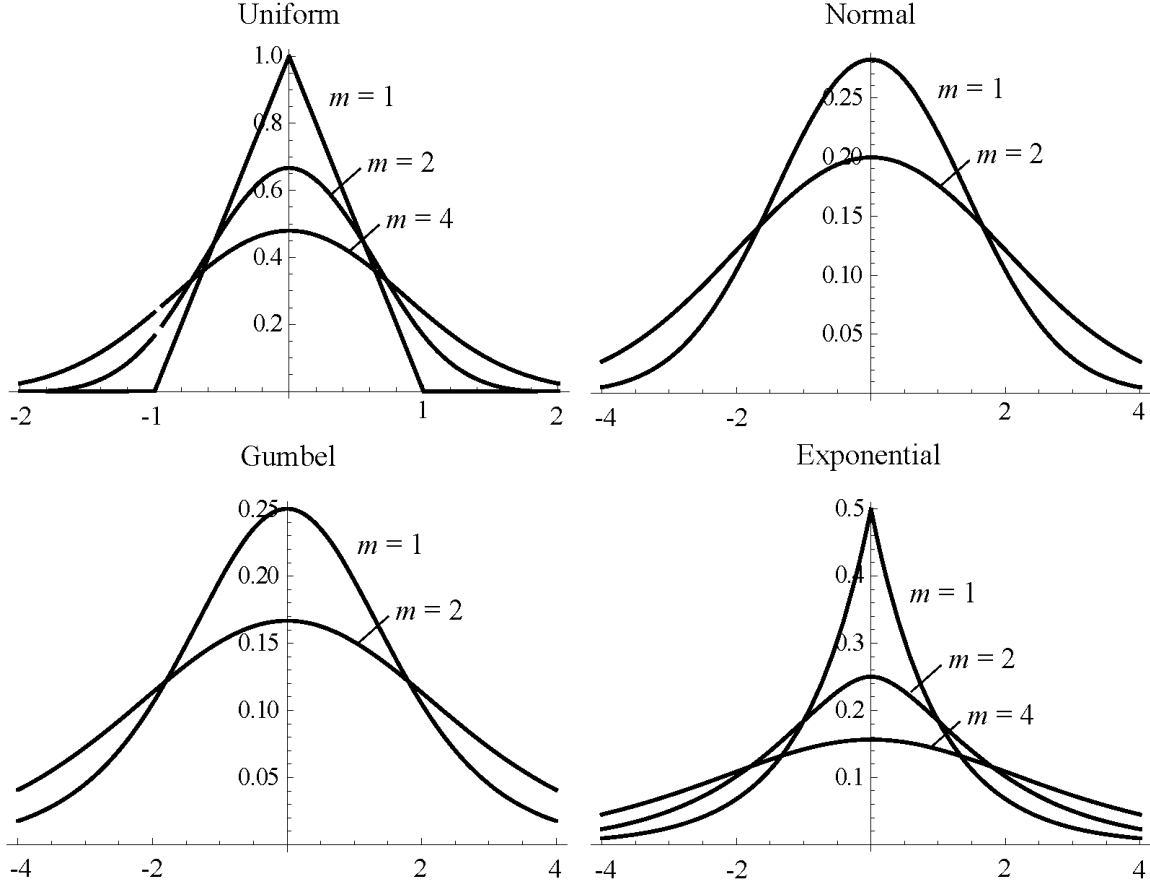 Uniform
1.0
m = 1
0.8
m = 2
0.6
m = 4
0.4
0.2
-2 -1 1 2
Normal
m = 1
0.25
m = 2
0.20
0.15
0.10
0.05
-4 -2 2 4
Gumbel
0.25
m = 1
0.20
m = 2
0.15
0.10
0.05
-4 -2 2 4
Exponential
0.5
0.4
m = 1
0.3
m = 2
0.2
m = 4
0.1
-4 -2 2 4